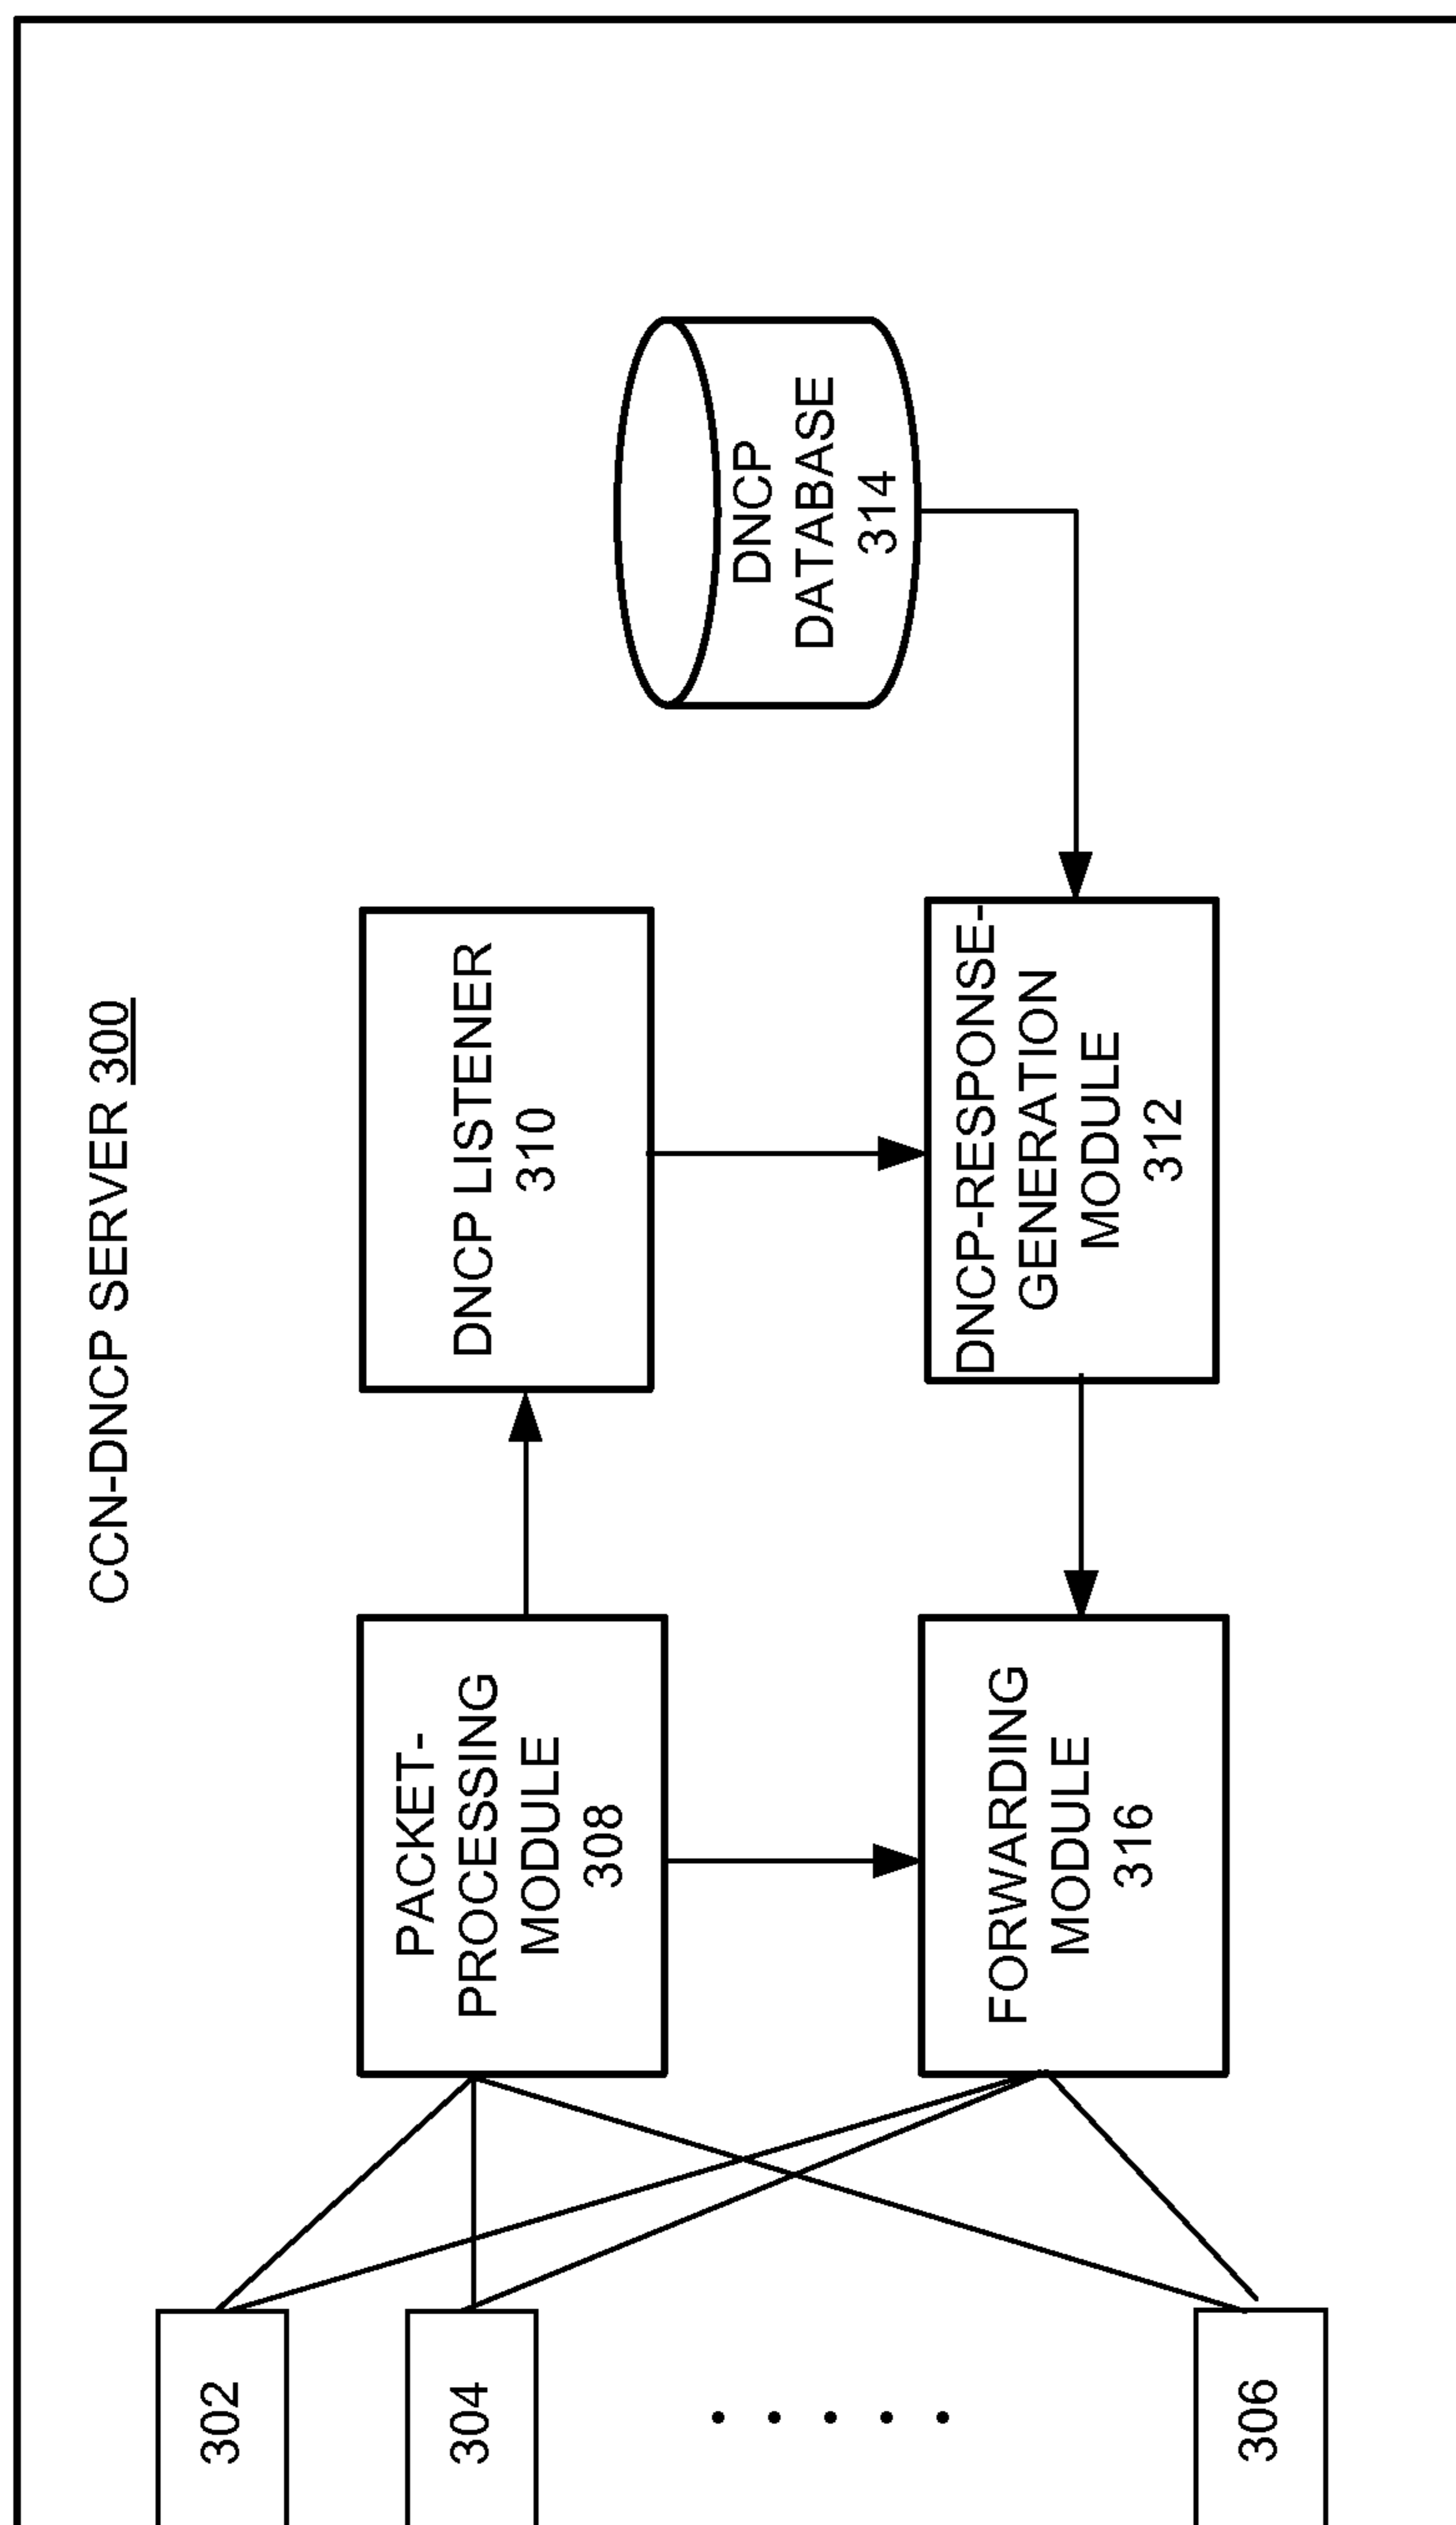 CCN-DNCP SERVER 300
302
304
306
PACKET-
PROCESSING
MODULE
308
DNCP LISTENER
310
FORWARDING
MODULE
316
DNCP-RESPONSE-
GENERATION
MODULE
312
DNCP
DATABASE
314